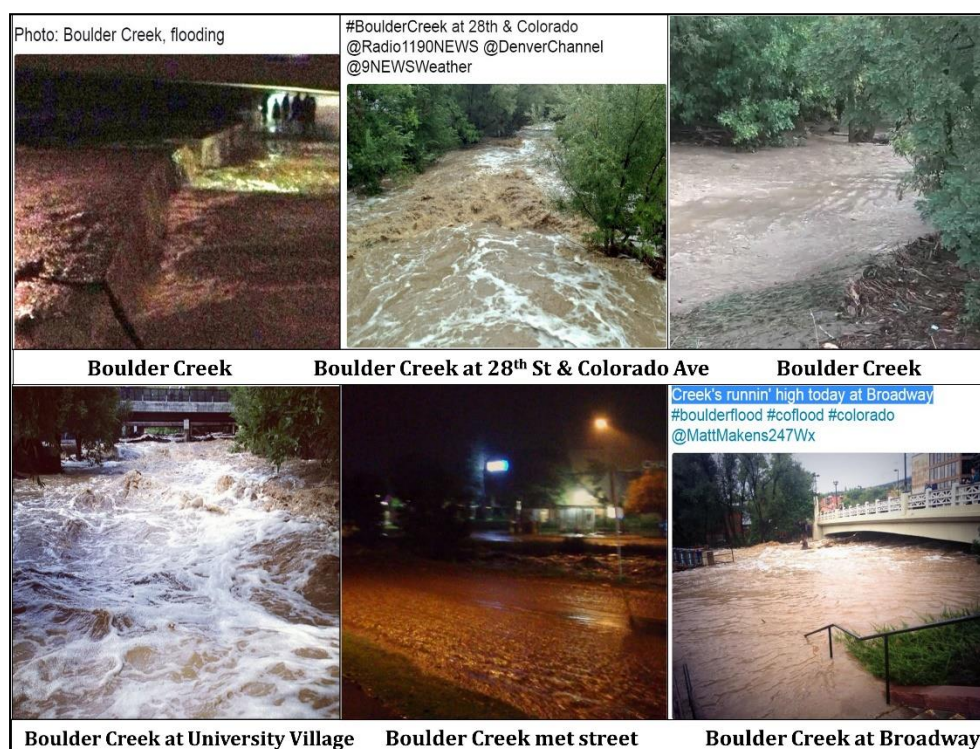 Photo: Boulder Creek, flooding
#BoulderCreek at 28th & Colorado
@Radio1190NEWS @DenverChannel
@9NEWSWeather
Boulder Creek
Boulder Creek at 28th St & Colorado Ave
Boulder Creek
Creek's runnin' high today at Broadway
#boulderflood #coflood #colorado
@MattMakens247Wx
Boulder Creek at University Village
Boulder Creek met street
Boulder Creek at Broadway